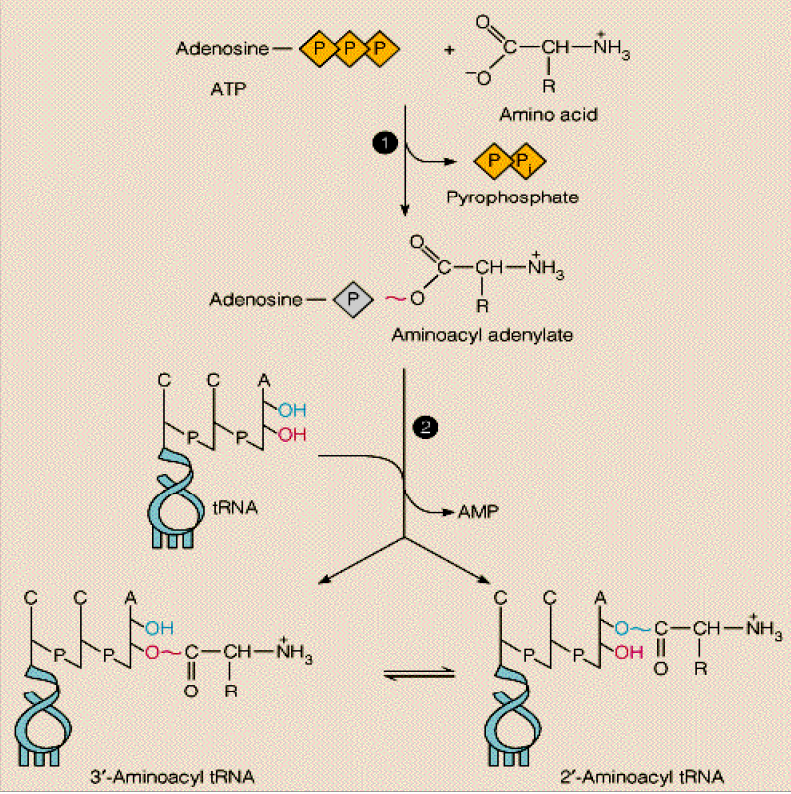 Adenosine — P P P + O C CH NH3 +
−O R
ATP
Amino acid
1
P Pi
Pyrophosphate
O
C CH NH3 +
Adenosine — P ~ O R
Aminoacyl adenylate
C C A
OH
P P OH
2
tRNA
AMP
C C A
OH
P P O ~ C CH NH3 +
O R
3′-Aminoacyl tRNA
C C A
O ~ C CH NH3 +
P P OH O R
2′-Aminoacyl tRNA